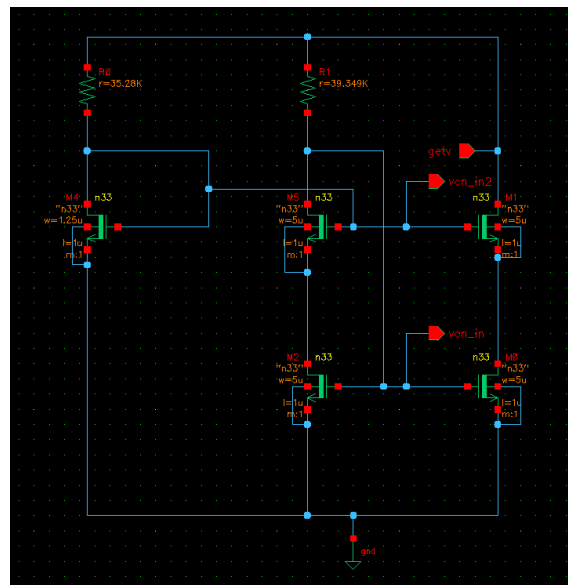 R0
r=35.28K
R1
r=39.349K
getv
vcn_in2
M4
n33
"n33"
w=1.25u
l=1u
m:1
M5
n33
"n33"
w=5u
l=1u
m:1
M1
n33
"n33"
w=5u
l=1u
m:1
vcn_in
M2
n33
"n33"
w=5u
l=1u
m:1
M0
n33
"n33"
w=5u
l=1u
m:1
gnd